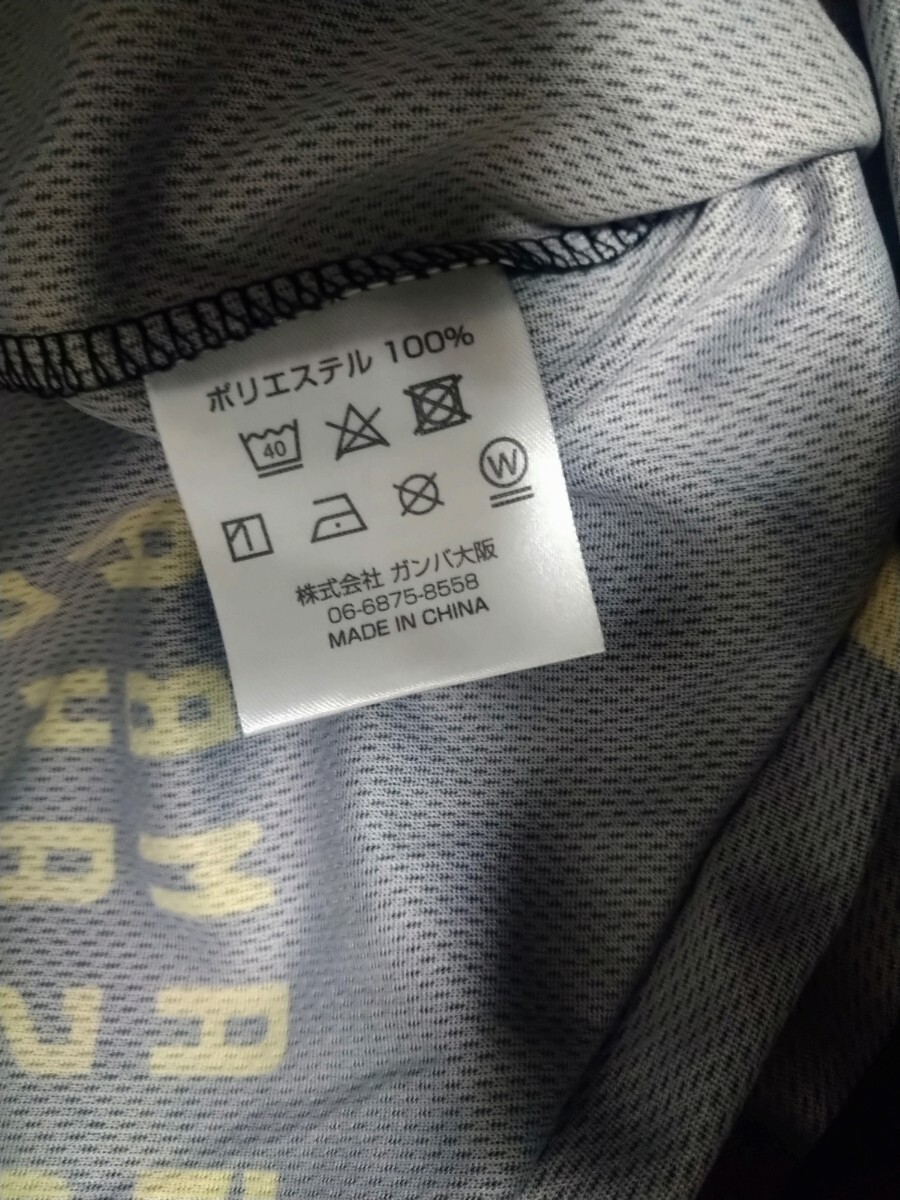 ポリエステル 100%
40
W
株式会社 ガンバ大阪
06-6875-8558
MADE IN CHINA